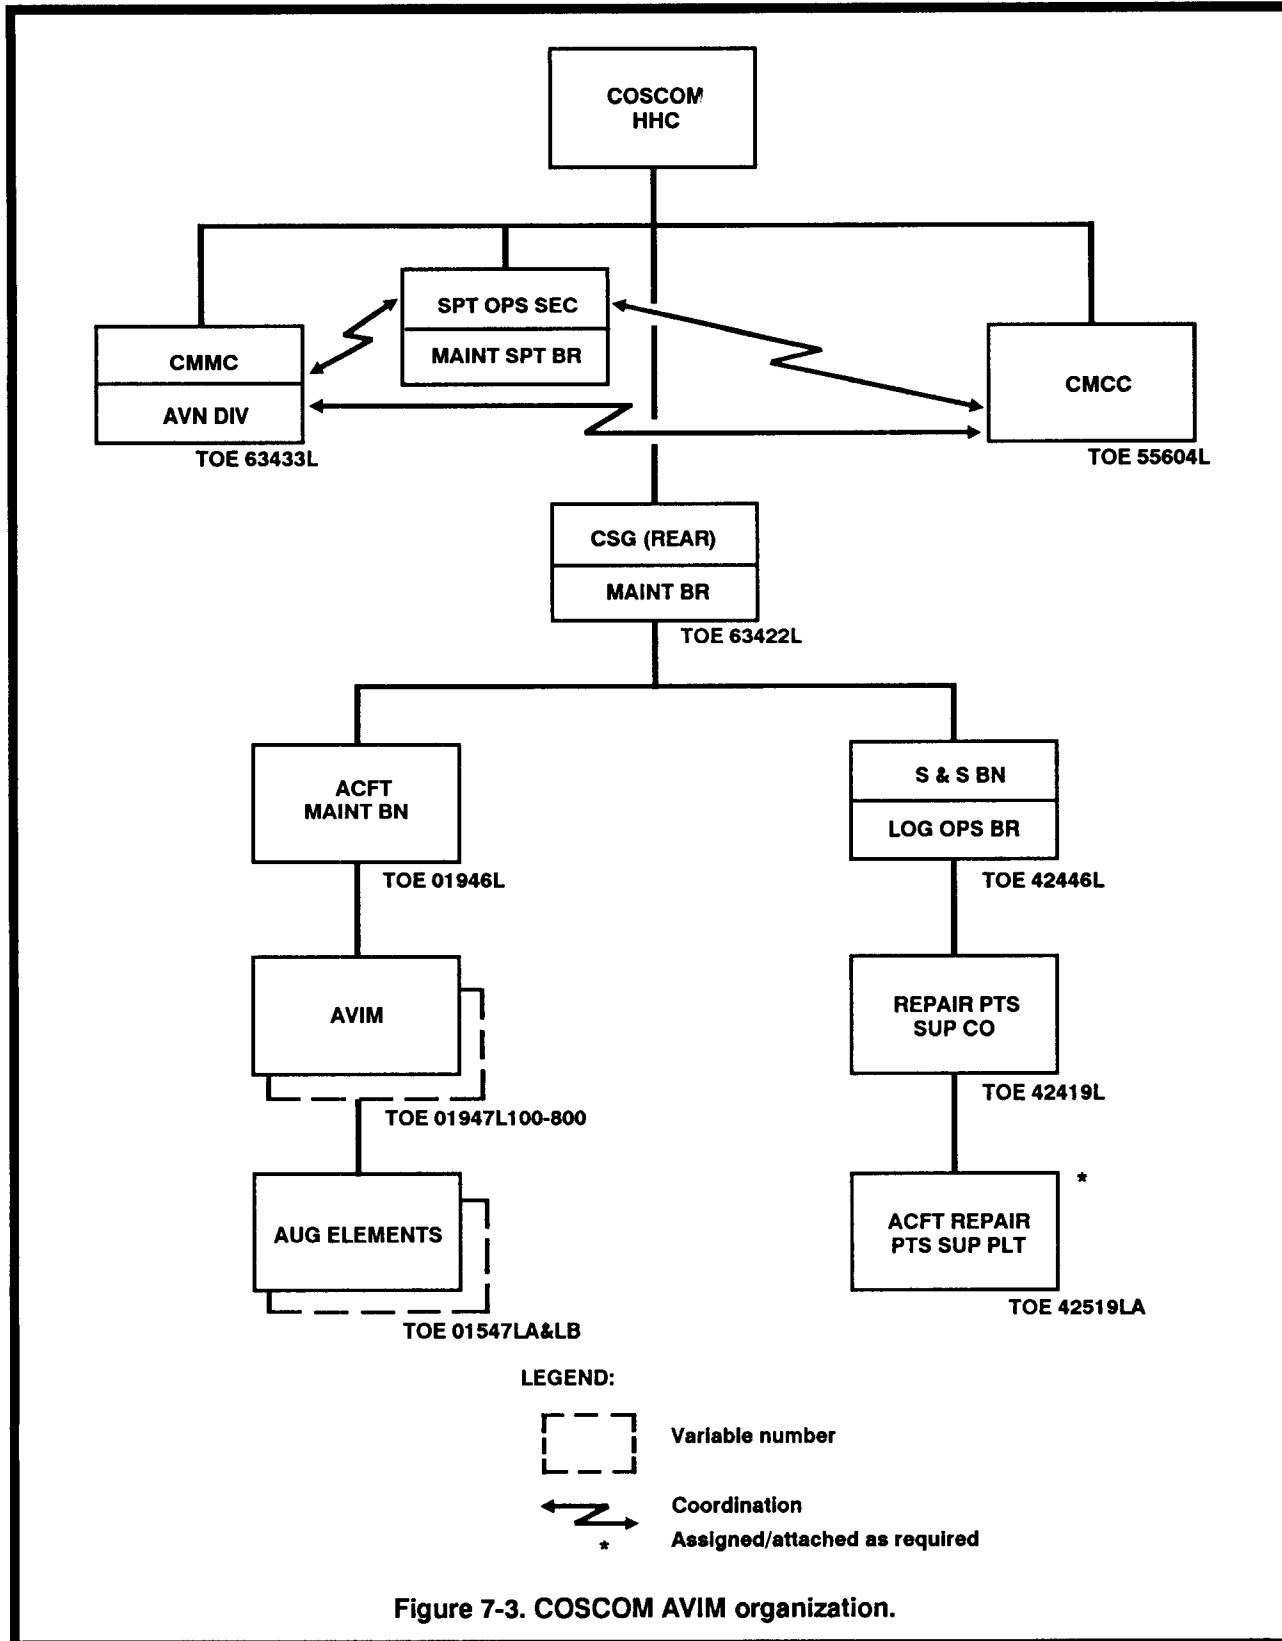 COSCOM
HHC
SPT OPS SEC
MAINT SPT BR
CMMC
AVN DIV
TOE 63433L
CMCC
TOE 55604L
CSG (REAR)
MAINT BR
TOE 63422L
ACFT
MAINT BN
TOE 01946L
S & S BN
LOG OPS BR
TOE 42446L
AVIM
TOE 01947L100-800
REPAIR PTS
SUP CO
TOE 42419L
AUG ELEMENTS
TOE 01547LA&LB
*
ACFT REPAIR
PTS SUP PLT
TOE 42519LA
LEGEND:
Variable number
Coordination
* Assigned/attached as required
Figure 7-3. COSCOM AVIM organization.